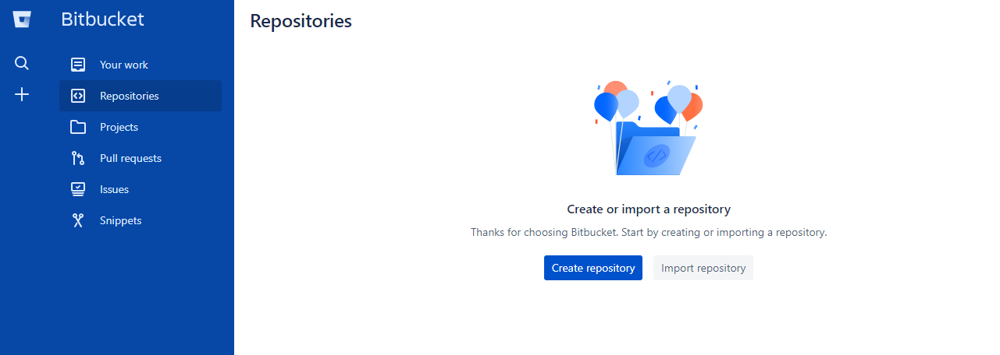 Bitbucket
Your work
Repositories
Projects
Pull requests
Issues
Snippets
Repositories
Create or import a repository
Thanks for choosing Bitbucket. Start by creating or importing a repository.
Create repository
Import repository